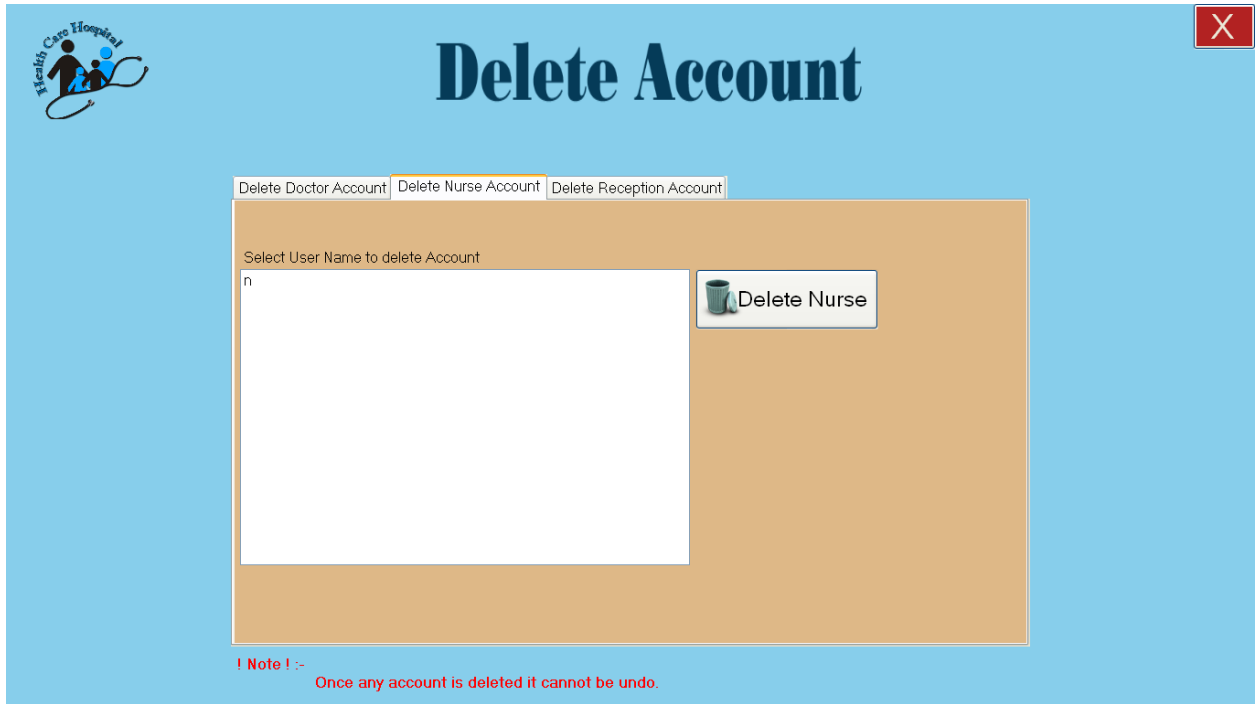 Health Care Hospital
X
Delete Account
Delete Doctor Account Delete Nurse Account Delete Reception Account
Select User Name to delete Account
n
Delete Nurse
! Note ! :-
Once any account is deleted it cannot be undo.